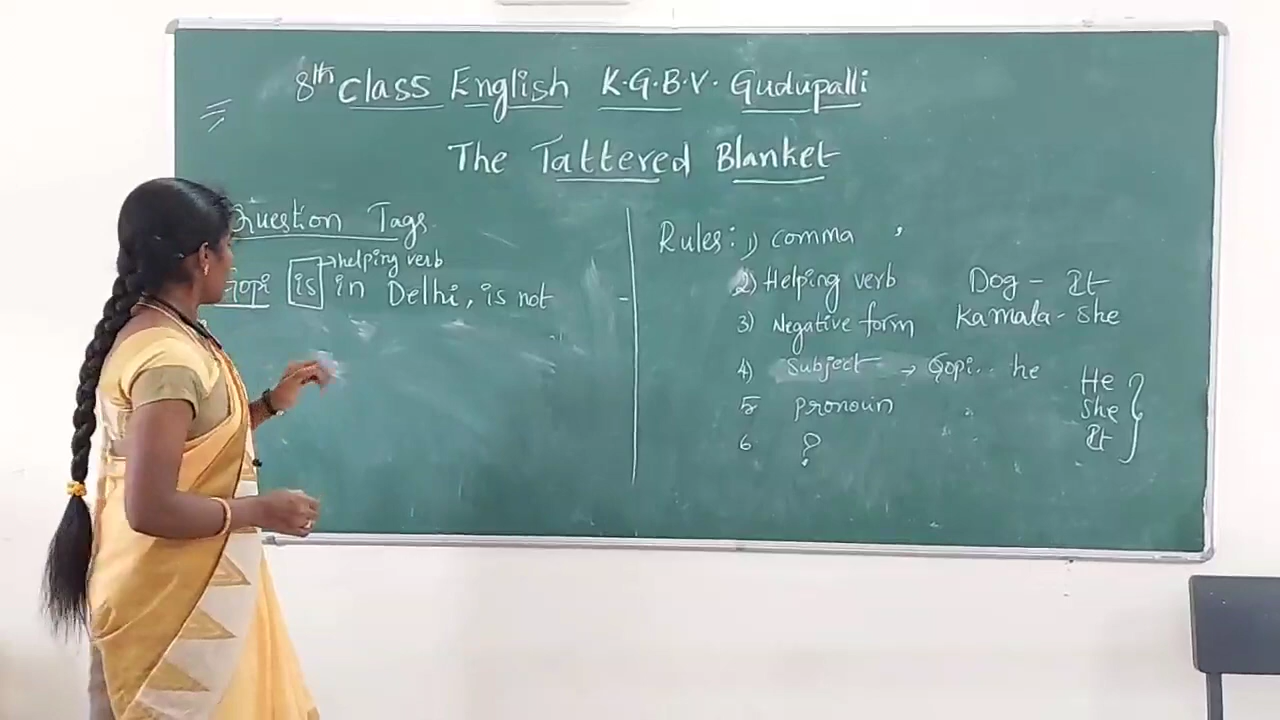 8th class English K.G.B.V. Gudupalli
The Tattered Blanket
Question Tags
→ helping verb
Gopi is in Delhi, is not
Rules: 1) comma ,
2) Helping verb Dog - It
3) Negative form Kamala - She
4) Subject → Gopi.. he
5 pronoun
6 ?
He
She
It